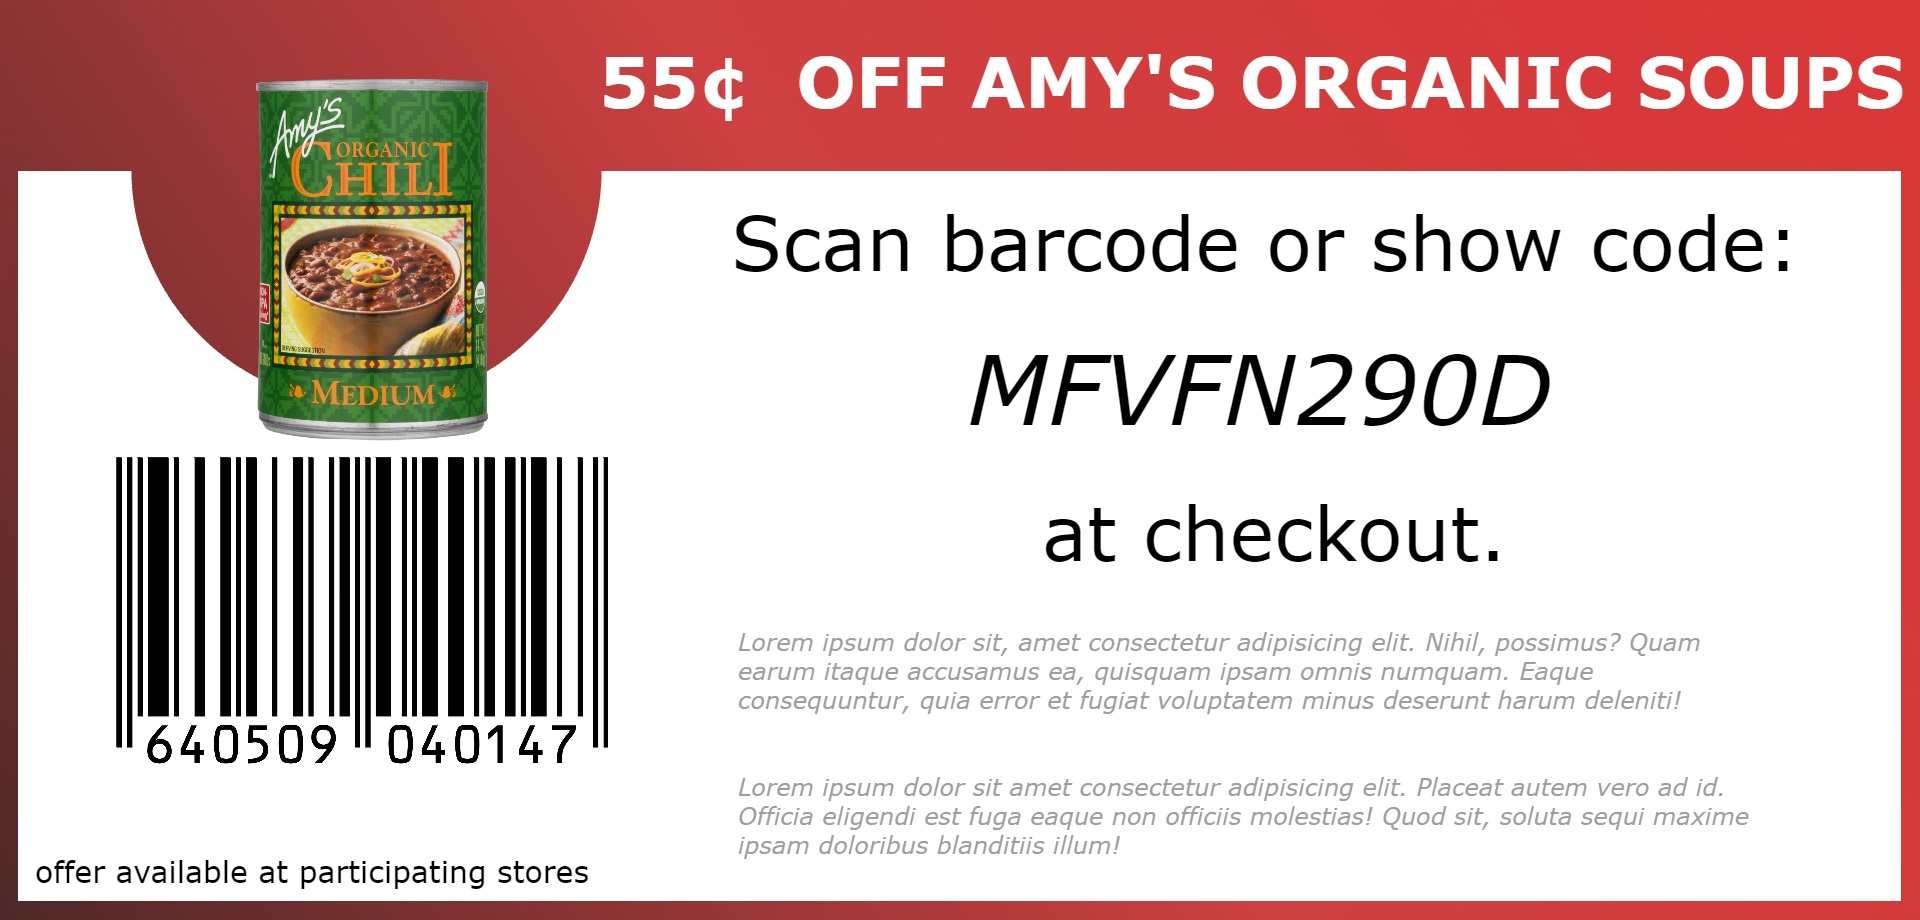 55¢ OFF AMY'S ORGANIC SOUPS
Amy's
ORGANIC
CHILI
SERVING SUGGESTION
MEDIUM
Scan barcode or show code:
MFVFN290D
at checkout.
640509 040147
Lorem ipsum dolor sit, amet consectetur adipisicing elit. Nihil, possimus? Quam
earum itaque accusamus ea, quisquam ipsam omnis numquam. Eaque
consequuntur, quia error et fugiat voluptatem minus deserunt harum deleniti!
Lorem ipsum dolor sit amet consectetur adipisicing elit. Placeat autem vero ad id.
Officia eligendi est fuga eaque non officiis molestias! Quod sit, soluta sequi maxime
ipsam doloribus blanditiis illum!
offer available at participating stores